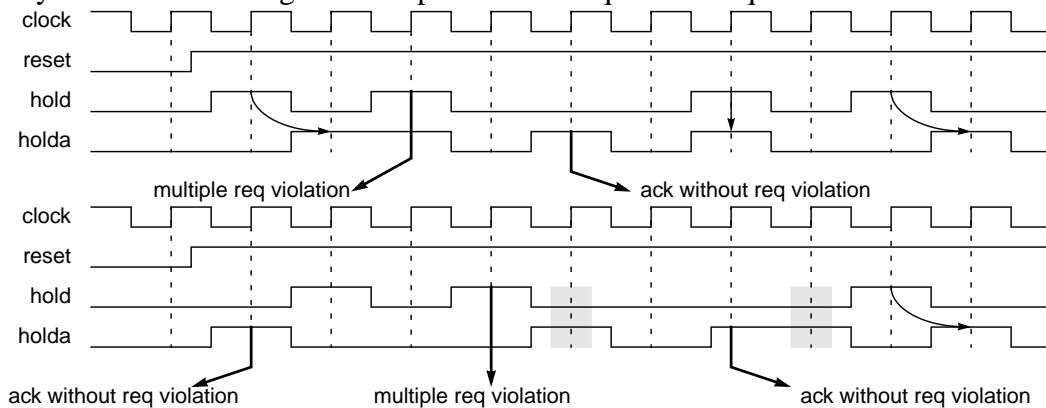 clock
reset
hold
holda
multiple req violation
ack without req violation
clock
reset
hold
holda
ack without req violation
multiple req violation
ack without req violation